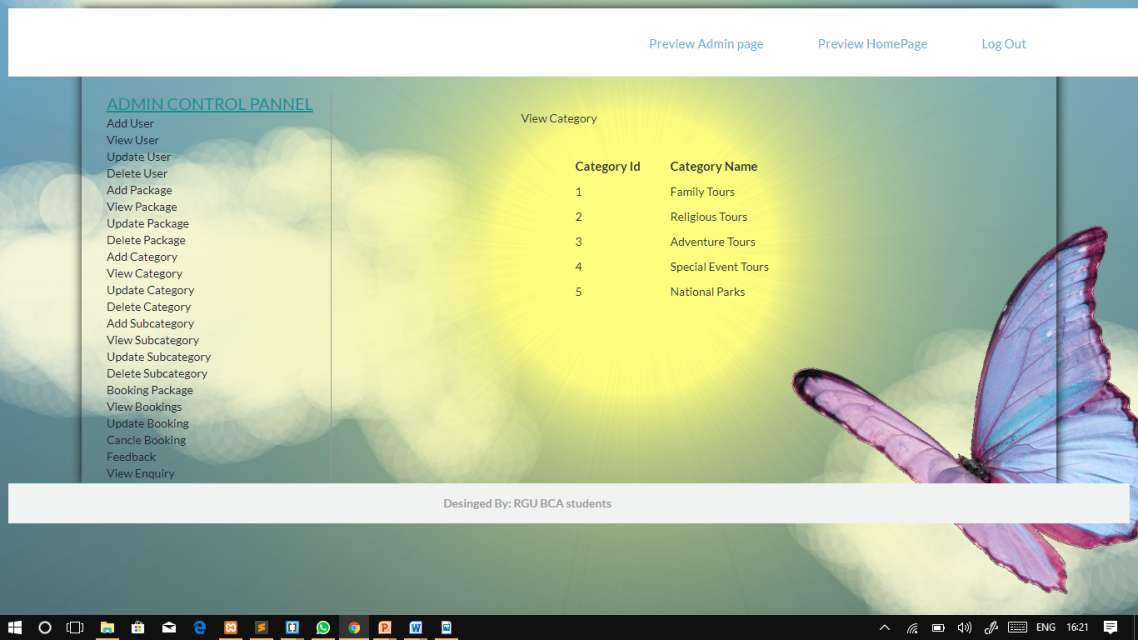 Preview Admin page Preview HomePage Log Out
ADMIN CONTROL PANNEL
Add User
View User
Update User
Delete User
Add Package
View Package
Update Package
Delete Package
Add Category
View Category
Update Category
Delete Category
Add Subcategory
View Subcategory
Update Subcategory
Delete Subcategory
Booking Package
View Bookings
Update Booking
Cancle Booking
Feedback
View Enquiry
View Category
Category Id Category Name
1 Family Tours
2 Religious Tours
3 Adventure Tours
4 Special Event Tours
5 National Parks
Desinged By: RGU BCA students
ENG 16:21